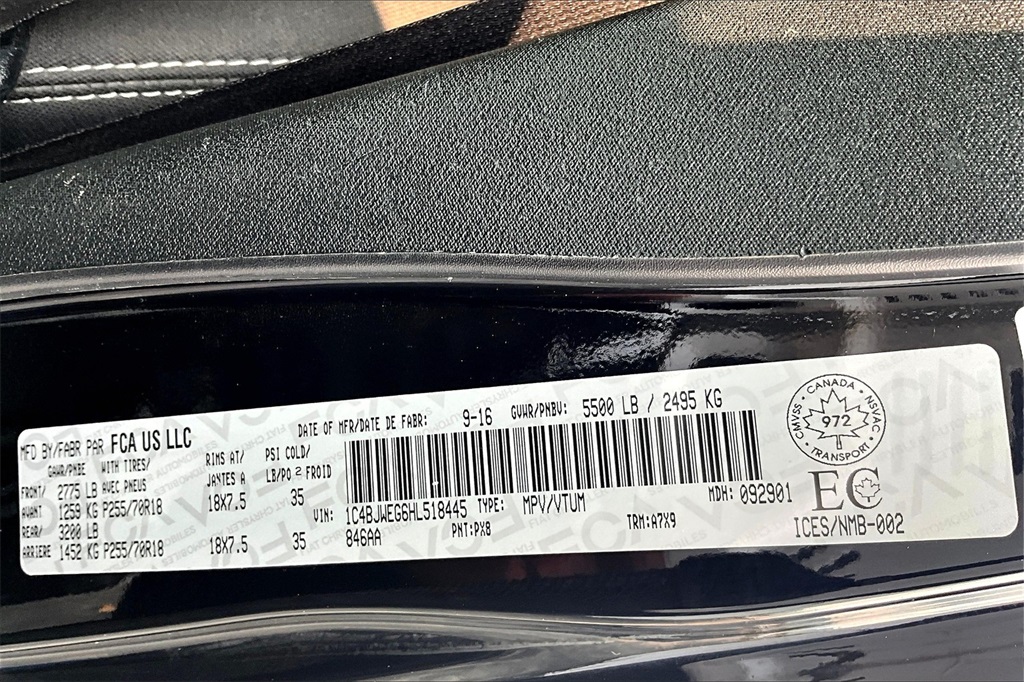 MFD BY/FABR PAR FCA US LLC
DATE OF MFR/DATE DE FABR: 9-16 GVWR/PNBV: 5500 LB / 2495 KG
GAWR/PNBE WITH TIRES/ RIMS AT/ PSI COLD/
FRONT/ 2775 LB AVEC PNEUS JANTES A LB/PO 2 FROID
AVANT 1259 KG P255/70R18 18X7.5 35
REAR/ 3200 LB
ARRIERE 1452 KG P255/70R18 18X7.5 35
VIN: 1C4BJWEG6HL518445 TYPE: MPV/VTUM MDH: 092901
846AA PNT: PX8 TRM: A7X9
CANADA
CMVSS NSVAC
972
TRANSPORT
EC
ICES/NMB-002